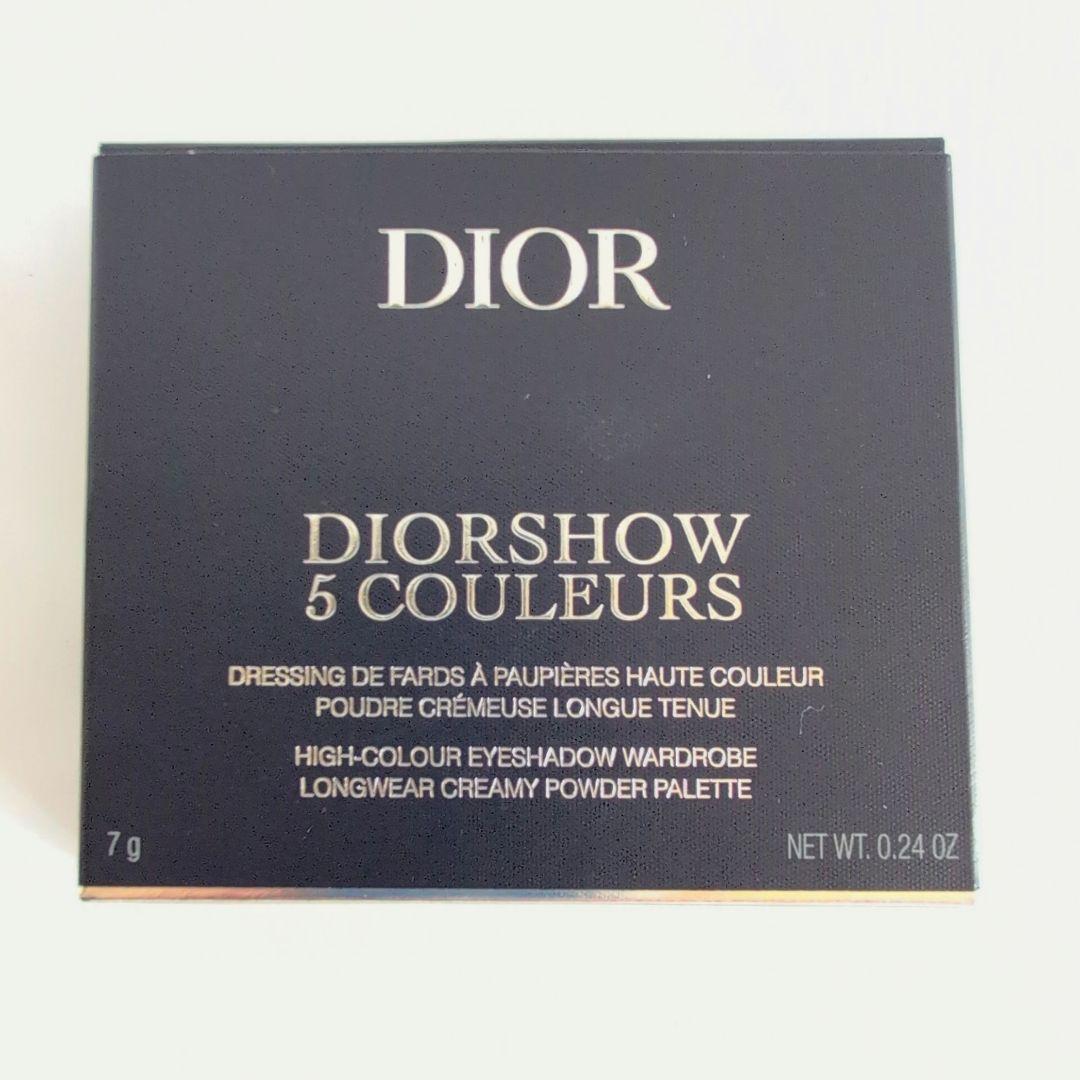 DIOR
DIORSHOW
5 COULEURS
DRESSING DE FARDS À PAUPIÈRES HAUTE COULEUR
POUDRE CRÉMEUSE LONGUE TENUE
HIGH-COLOUR EYESHADOW WARDROBE
LONGWEAR CREAMY POWDER PALETTE
7 g
NET WT. 0.24 OZ